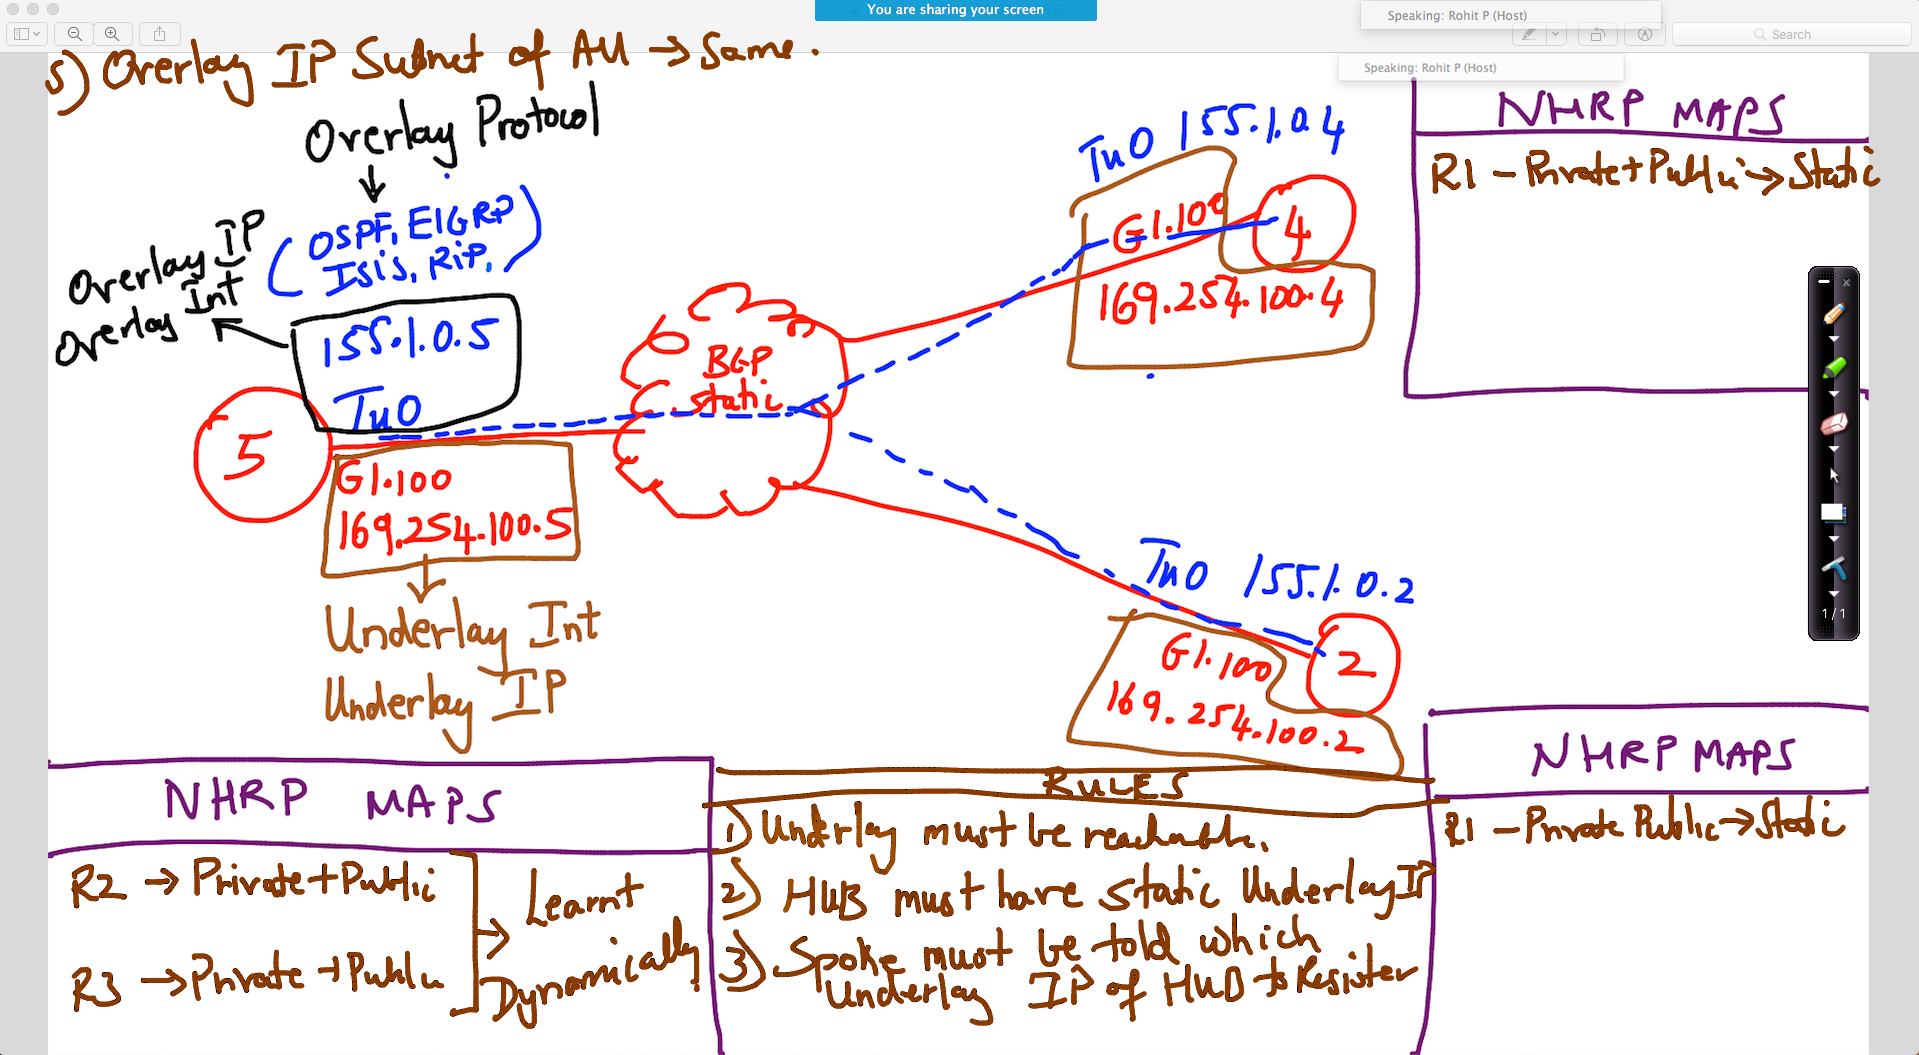 You are sharing your screen
Speaking: Rohit P (Host)
Search
Speaking: Rohit P (Host)
5) Overlay IP Subnet of All → Same.
Overlay Protocol
(OSPF, EIGRP
ISIS, RIP,)
Overlay IP
Overlay Int
155.1.0.5
Tu0
5
G1.100
169.254.100.5
Underlay Int
Underlay IP
BGP
static
Tu0 155.1.0.4
G1.100
4
169.254.100.4
Tu0 155.1.0.2
G1.100
2
169.254.100.2
NHRP MAPS
R1 - Private+Public → Static
1/1
NHRP MAPS
R1 - Private Public → Static
NHRP MAPS
R2 → Private+Public
R3 → Private+Public
Learnt
Dynamically
RULES
1) Underlay must be reachable.
2) HUB must have static Underlay IP
3) Spoke must be told which
Underlay IP of HUB to Register